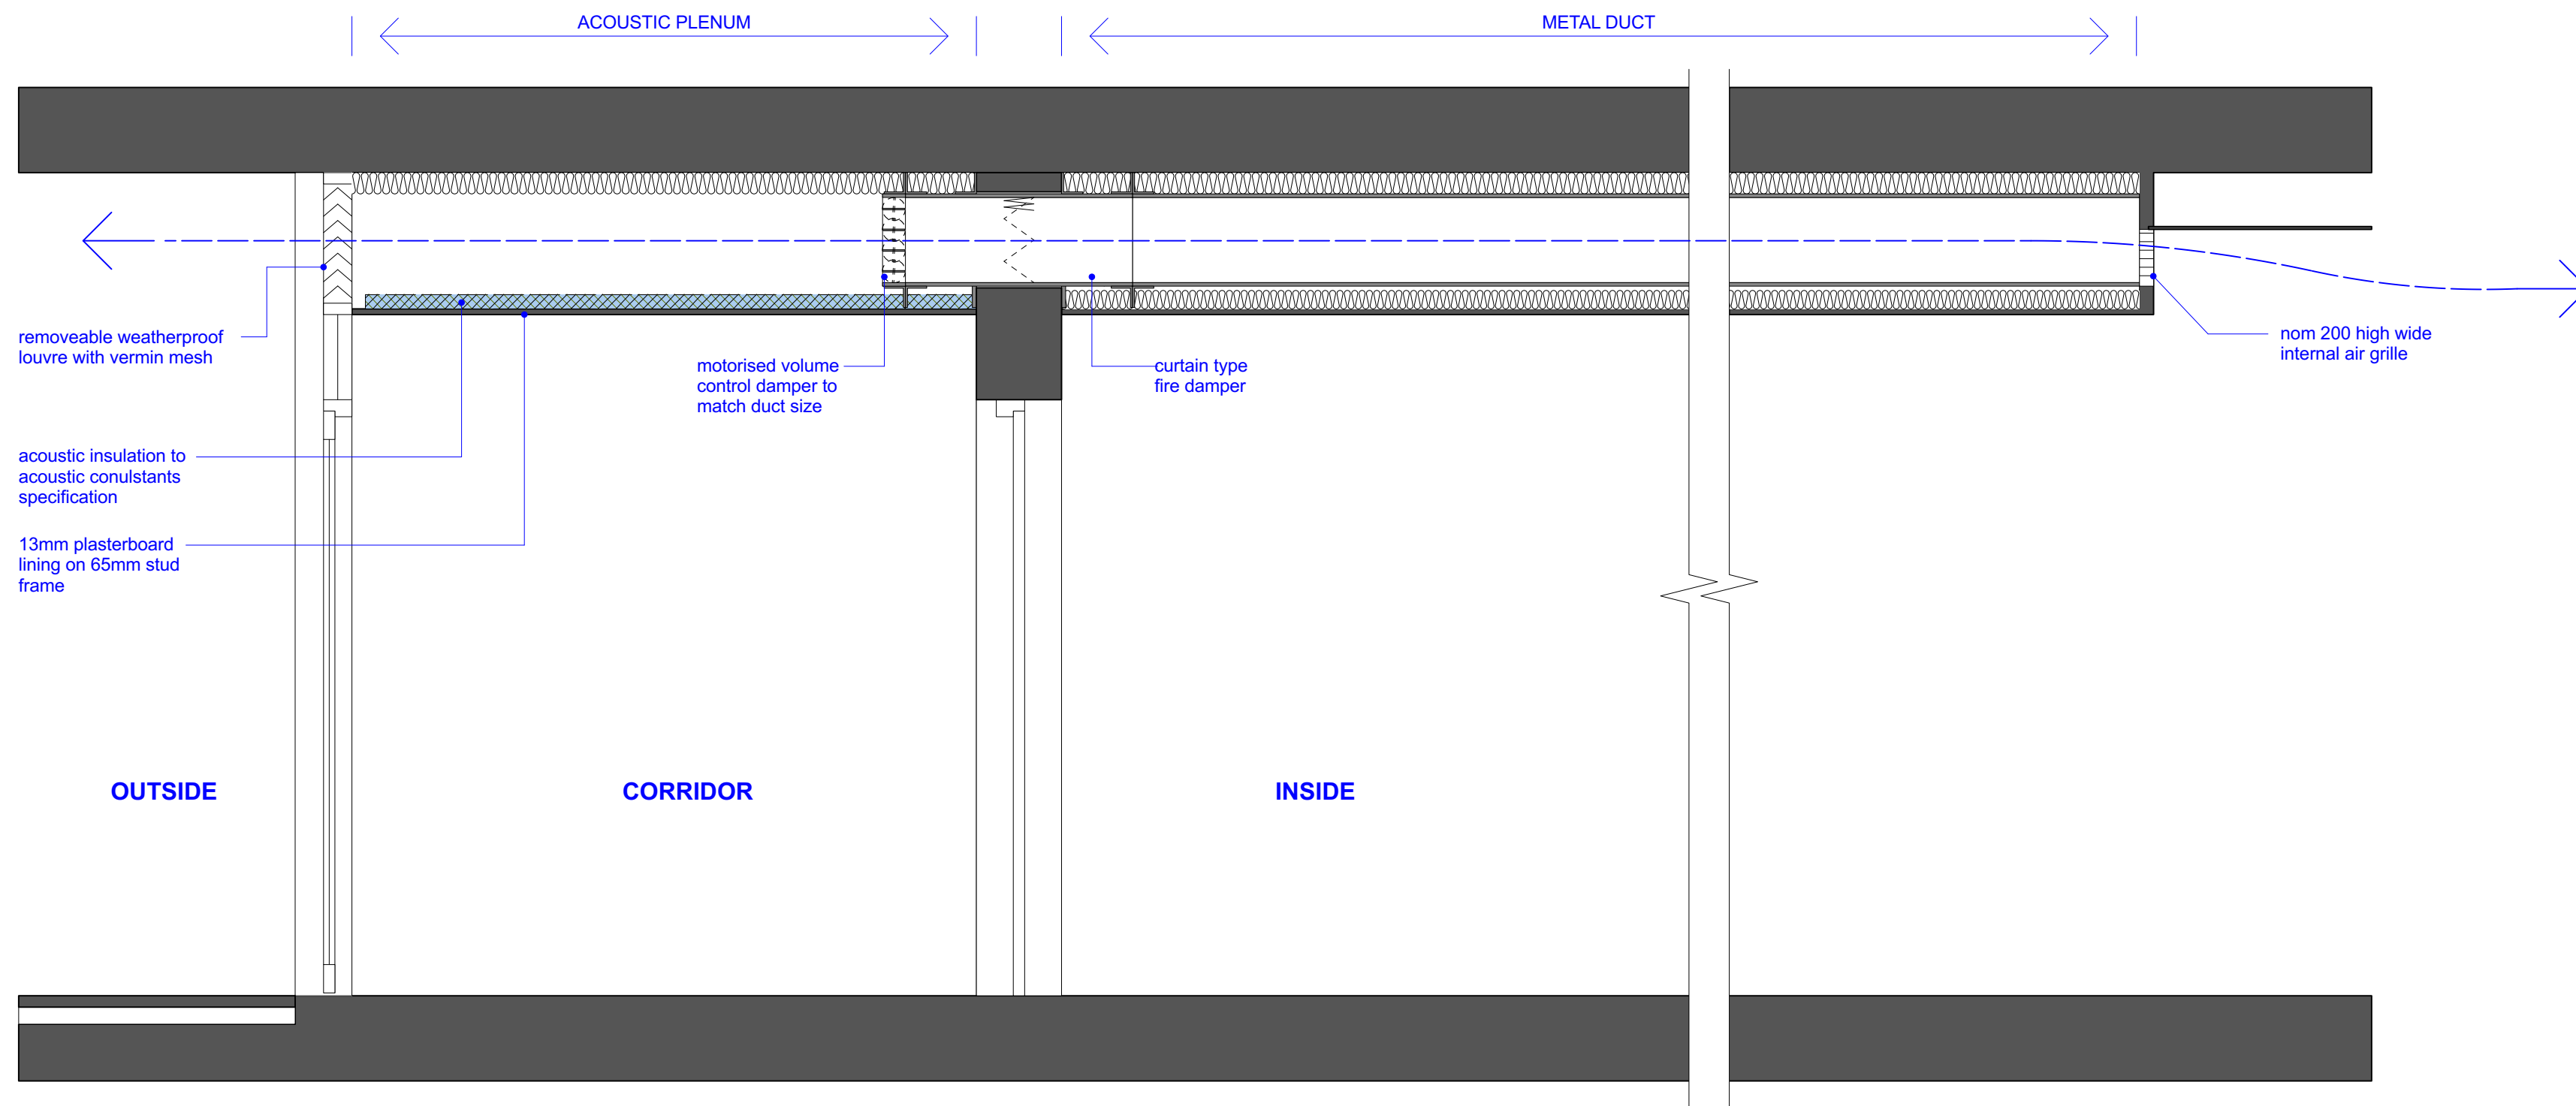 ACOUSTIC PLENUM
METAL DUCT
removeable weatherproof
louvre with vermin mesh
motorised volume
control damper to
match duct size
curtain type
fire damper
nom 200 high wide
internal air grille
acoustic insulation to
acoustic conulstants
specification
13mm plasterboard
lining on 65mm stud
frame
OUTSIDE
CORRIDOR
INSIDE